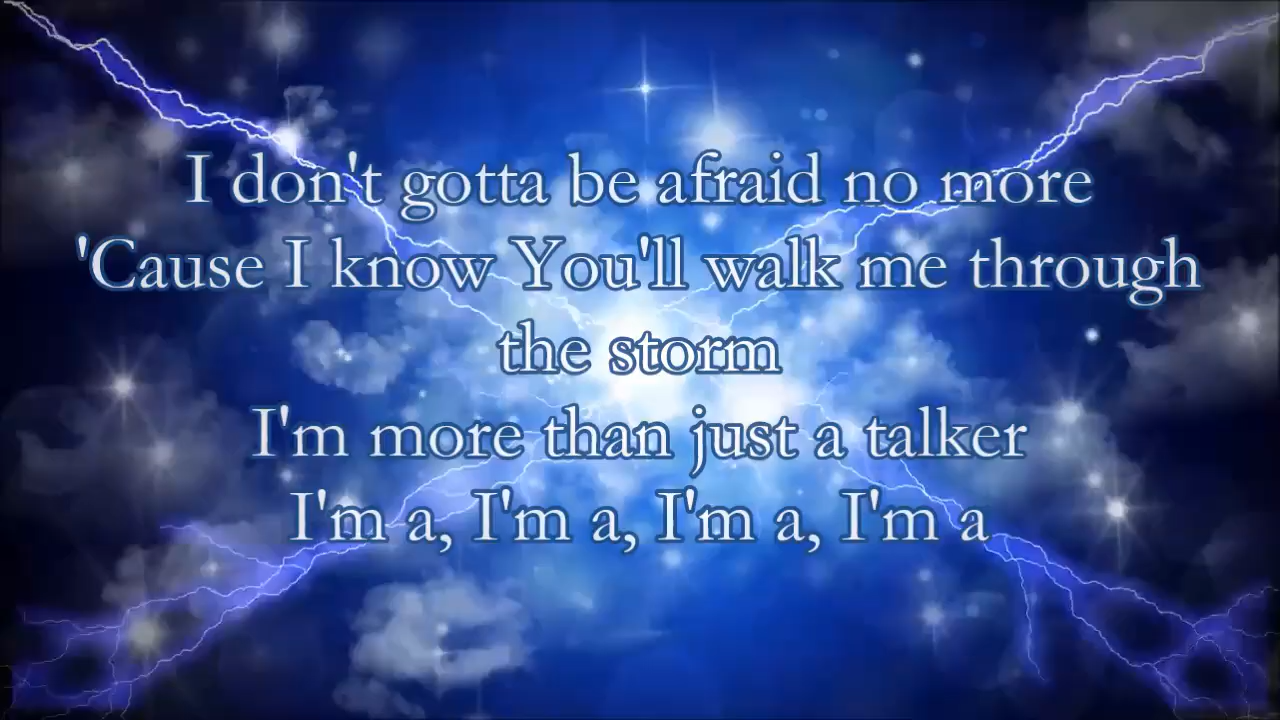 I don't gotta be afraid no more
'Cause I know You'll walk me through
the storm
I'm more than just a talker
I'm a, I'm a, I'm a, I'm a